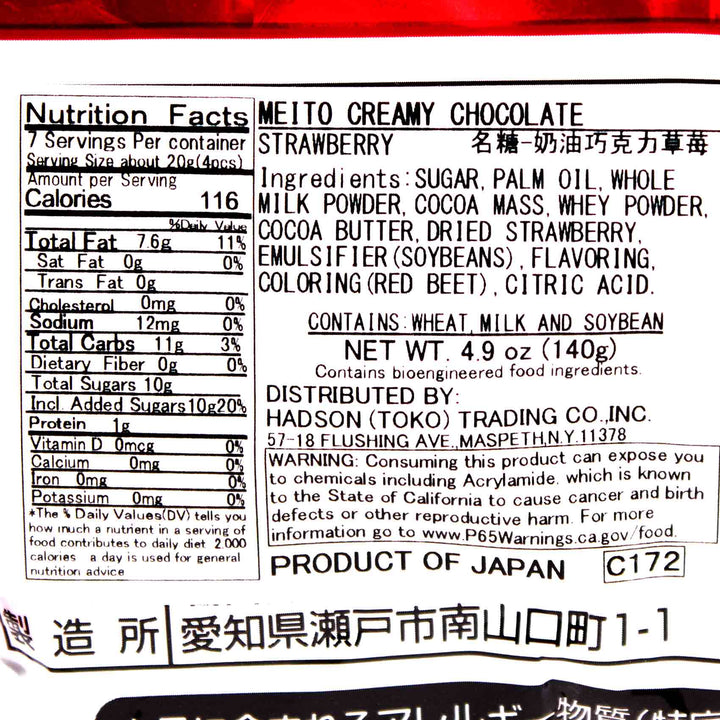 Nutrition Facts
7 Servings Per container
Serving Size about 20g(4pcs)
Amount per Serving
Calories 116
%Daily Value
Total Fat 7.6g 11%
Sat Fat 0g 0%
Trans Fat 0g
Cholesterol 0mg 0%
Sodium 12mg 0%
Total Carbs 11g 3%
Dietary Fiber 0g 0%
Total Sugars 10g
Incl. Added Sugars 10g 20%
Protein 1g
Vitamin D 0mcg 0%
Calcium 0mg 0%
Iron 0mg 0%
Potassium 0mg 0%
*The % Daily Values(DV) tells you
how much a nutrient in a serving of
food contributes to daily diet 2,000
calories a day is used for general
nutrition advice
MEITO CREAMY CHOCOLATE
STRAWBERRY 名糖-奶油巧克力草莓
Ingredients: SUGAR, PALM OIL, WHOLE
MILK POWDER, COCOA MASS, WHEY POWDER,
COCOA BUTTER, DRIED STRAWBERRY,
EMULSIFIER(SOYBEANS), FLAVORING,
COLORING(RED BEET), CITRIC ACID.
CONTAINS: WHEAT, MILK AND SOYBEAN
NET WT. 4.9 oz (140g)
Contains bioengineered food ingredients.
DISTRIBUTED BY:
HADSON (TOKO) TRADING CO.,INC.
57-18 FLUSHING AVE.,MASPETH,N.Y.11378
WARNING: Consuming this product can expose you
to chemicals including Acrylamide, which is known
to the State of California to cause cancer and birth
defects or other reproductive harm. For more
information go to www.P65Warnings.ca.gov/food.
PRODUCT OF JAPAN C172
製造所 愛知県瀬戸市南山口町1-1
アレルギー物質